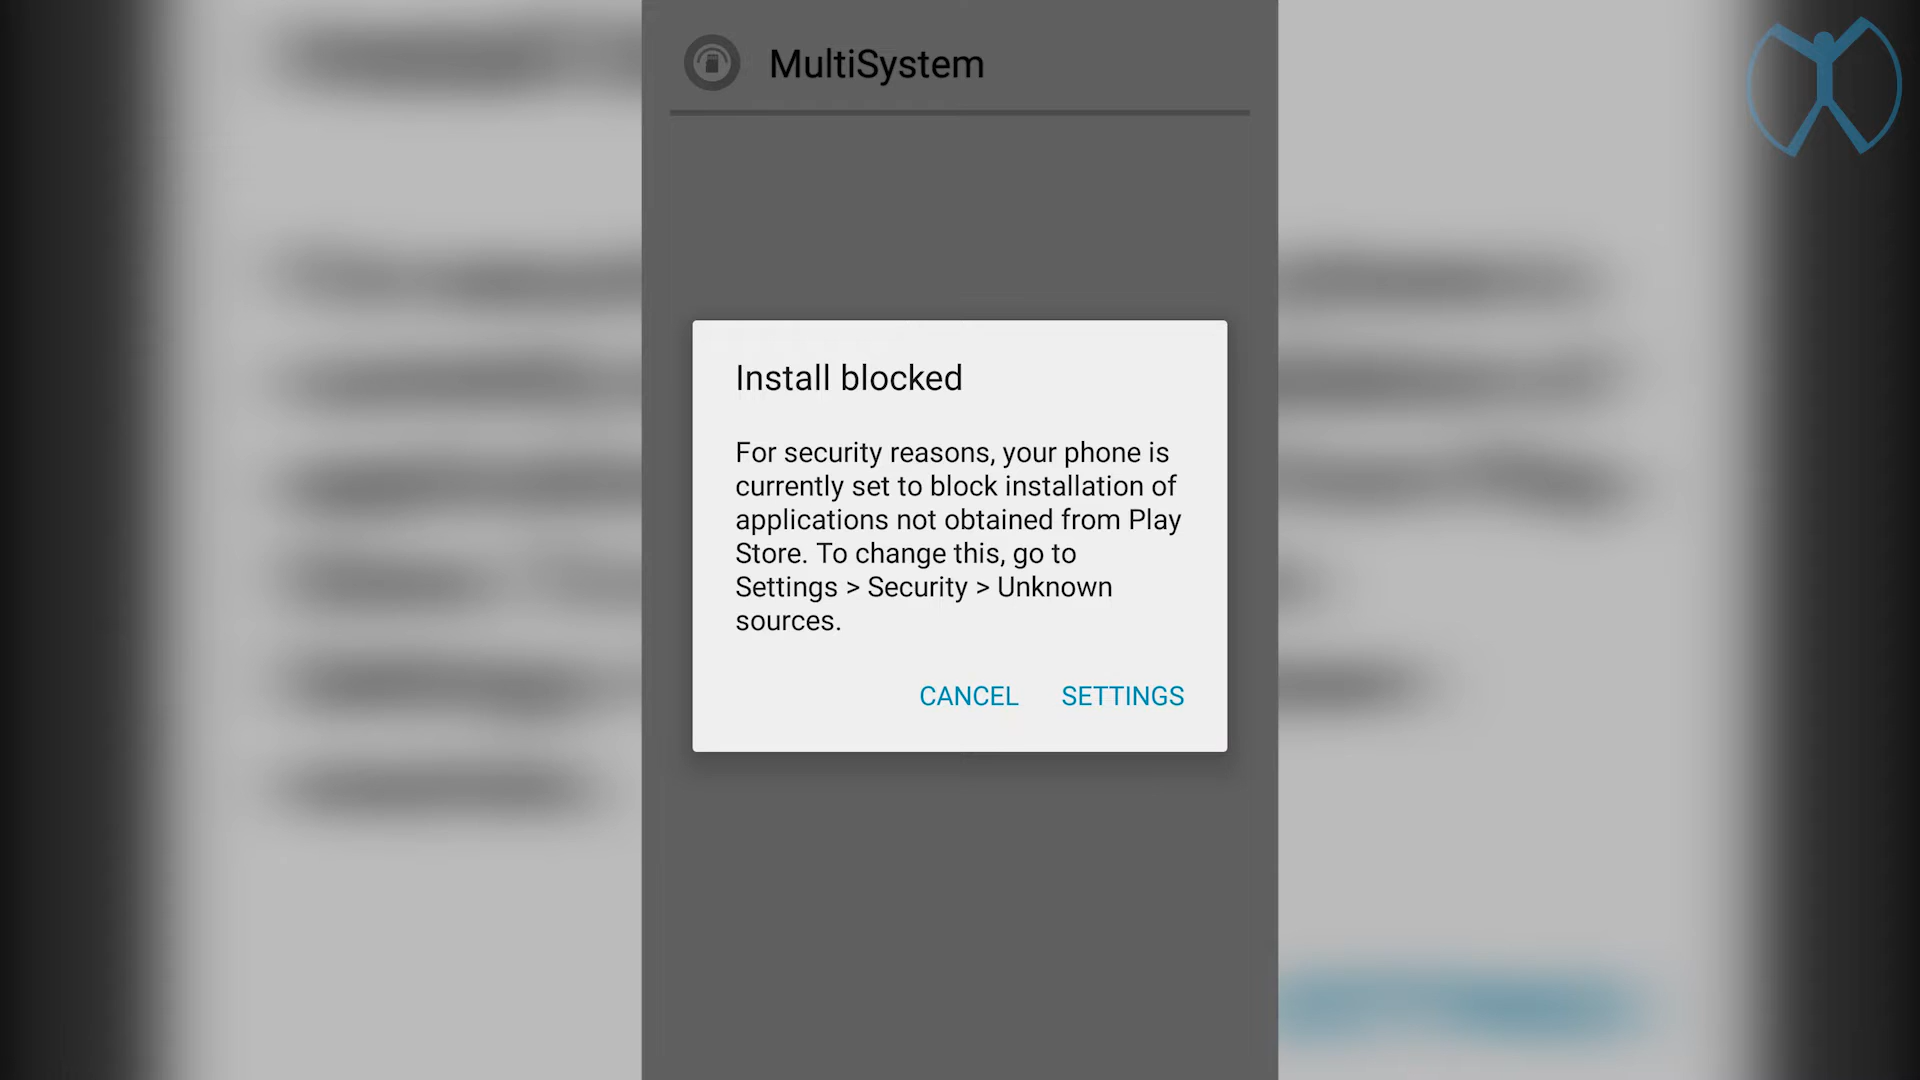 MultiSystem
Install blocked
For security reasons, your phone is
currently set to block installation of
applications not obtained from Play
Store. To change this, go to
Settings > Security > Unknown
sources.
CANCEL SETTINGS